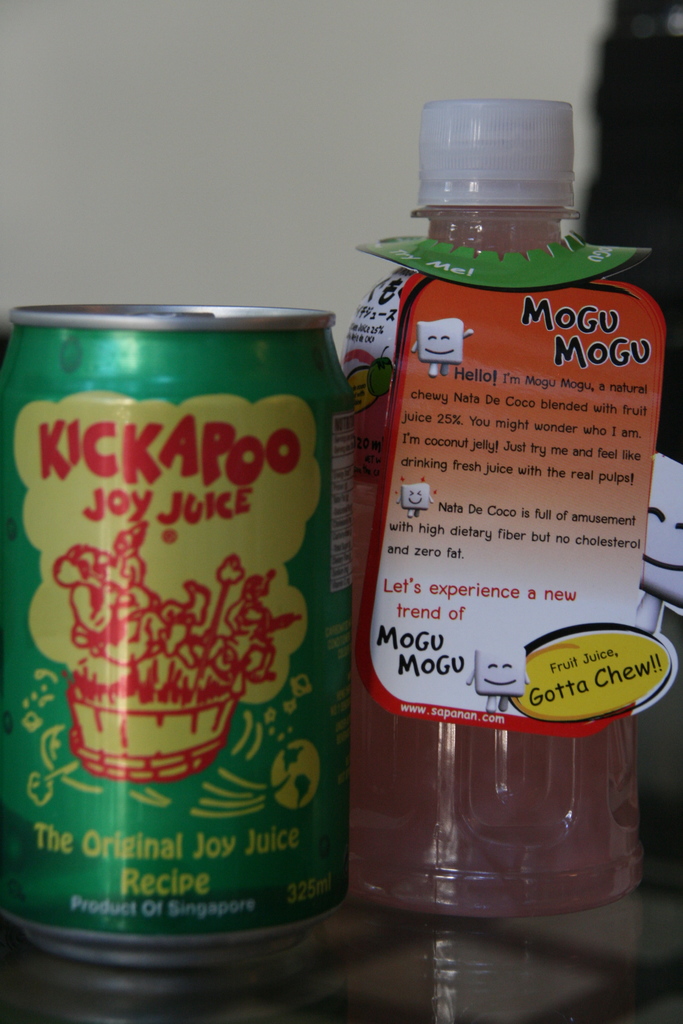 KICKAPOO
JOY JUICE
®
The Original Joy Juice
Recipe
325ml
Product Of Singapore
Try Me!
MOGU
MOGU
Hello! I'm Mogu Mogu, a natural
chewy Nata De Coco blended with fruit
juice 25%. You might wonder who I am.
I'm coconut jelly! Just try me and feel like
drinking fresh juice with the real pulps!
Nata De Coco is full of amusement
with high dietary fiber but no cholesterol
and zero fat.
Let's experience a new
trend of
MOGU
MOGU
Fruit Juice,
Gotta Chew!!
www.sapanan.com